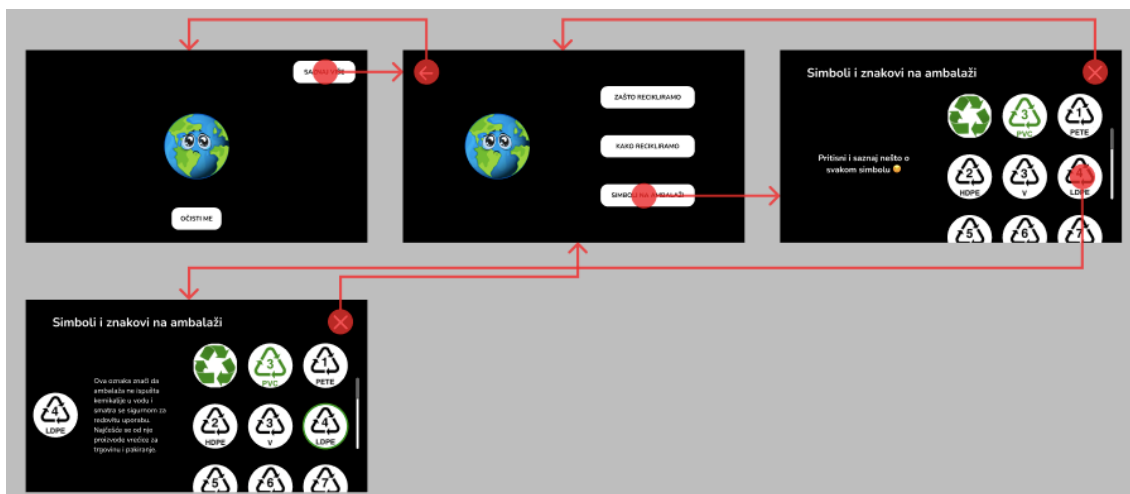 SAZNAJ VIŠE
OČISTI ME
ZAŠTO RECIKLIRAMO
KAKO RECIKLIRAMO
SIMBOLI NA AMBALAŽI
Simboli i znakovi na ambalaži
Pritisni i saznaj nešto o
svakom simbolu
3
PVC
1
PETE
2
HDPE
3
V
4
LDPE
5
6
7
Simboli i znakovi na ambalaži
4
LDPE
Ova oznaka znači da
ambalaža ne ispušta
kemikalije u vodu i
smatra se sigurnom za
redovitu uporabu.
Najčešće se od nje
proizvode vrećice za
trgovinu i pakiranje.
3
PVC
1
PETE
2
HDPE
3
V
4
LDPE
5
6
7